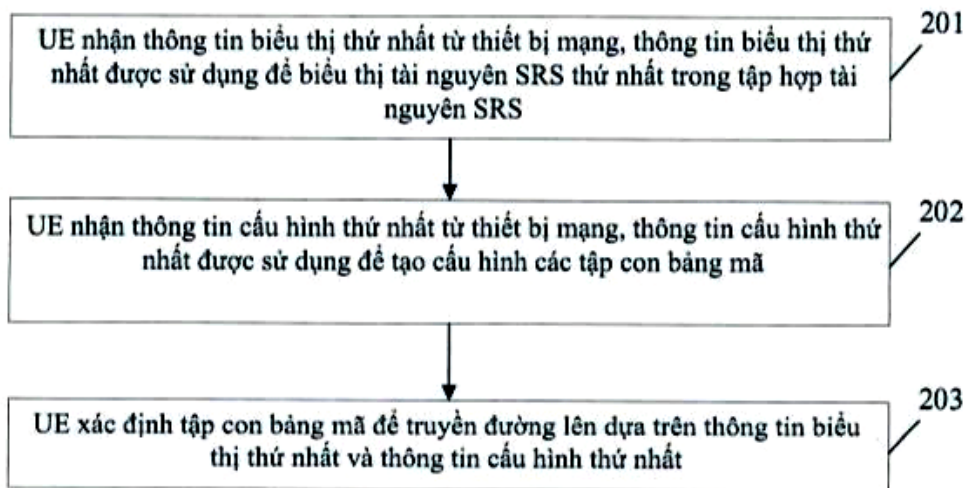 201
UE nhận thông tin biểu thị thứ nhất từ thiết bị mạng, thông tin biểu thị thứ
nhất được sử dụng để biểu thị tài nguyên SRS thứ nhất trong tập hợp tài
nguyên SRS
202
UE nhận thông tin cấu hình thứ nhất từ thiết bị mạng, thông tin cấu hình thứ
nhất được sử dụng để tạo cấu hình các tập con bảng mã
203
UE xác định tập con bảng mã để truyền đường lên dựa trên thông tin biểu
thị thứ nhất và thông tin cấu hình thứ nhất